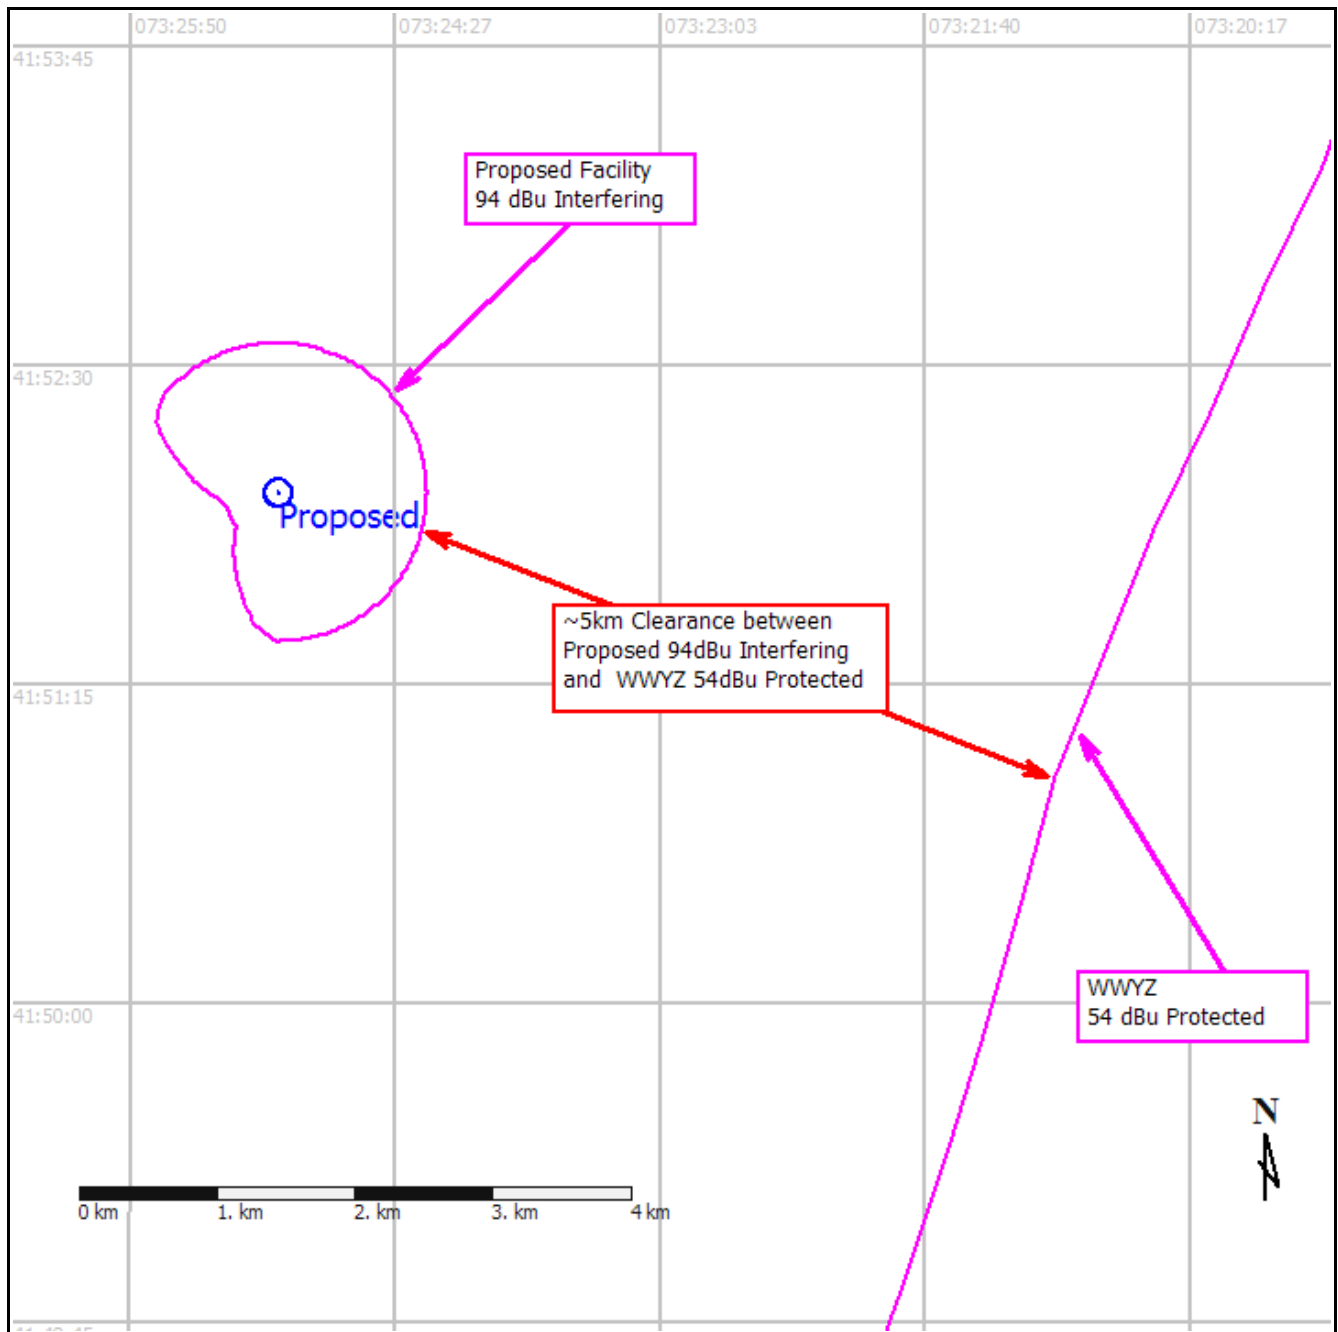 073:25:50
073:24:27
073:23:03
073:21:40
073:20:17
41:53:45
Proposed Facility
94 dBu Interfering
41:52:30
Proposed
~5km Clearance between
Proposed 94dBu Interfering
and WWYZ 54dBu Protected
41:51:15
WWYZ
54 dBu Protected
41:50:00
N
0 km
1. km
2. km
3. km
4 km